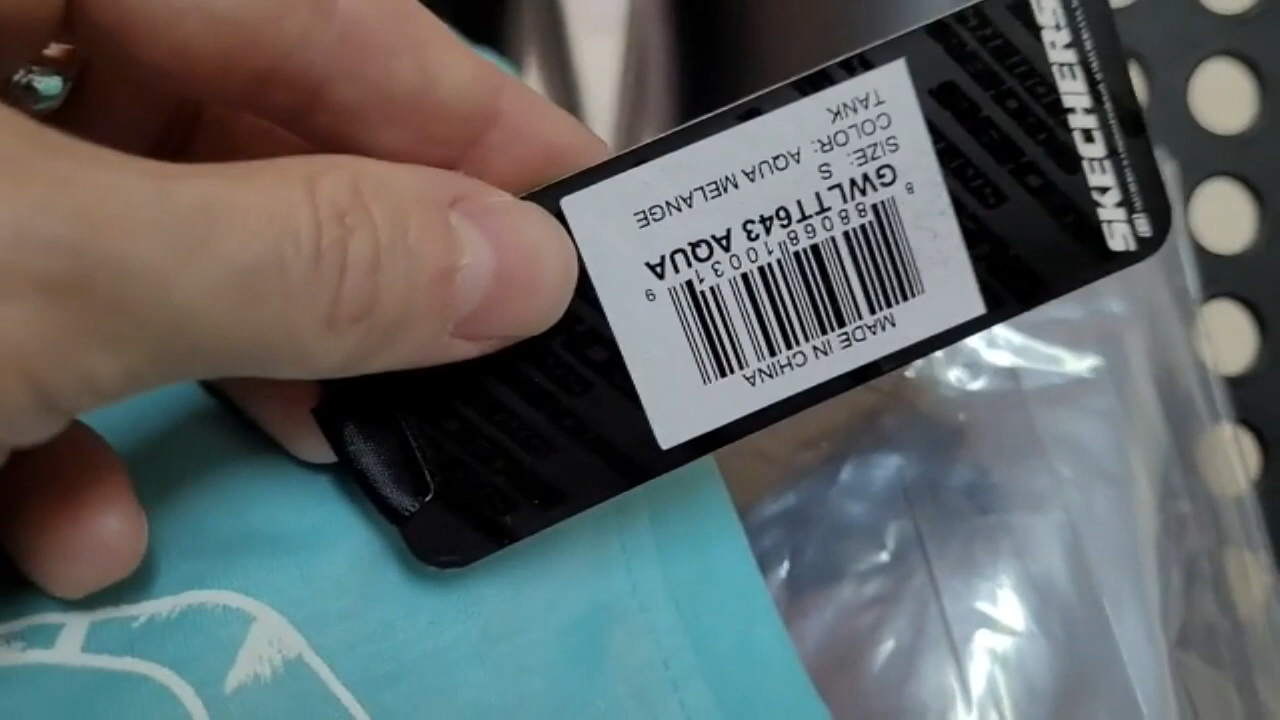 SKECHERS
MADE IN CHINA
8 88068 10031 9
GWLTT643 AQUA
SIZE: S
COLOR: AQUA MELANGE
TANK